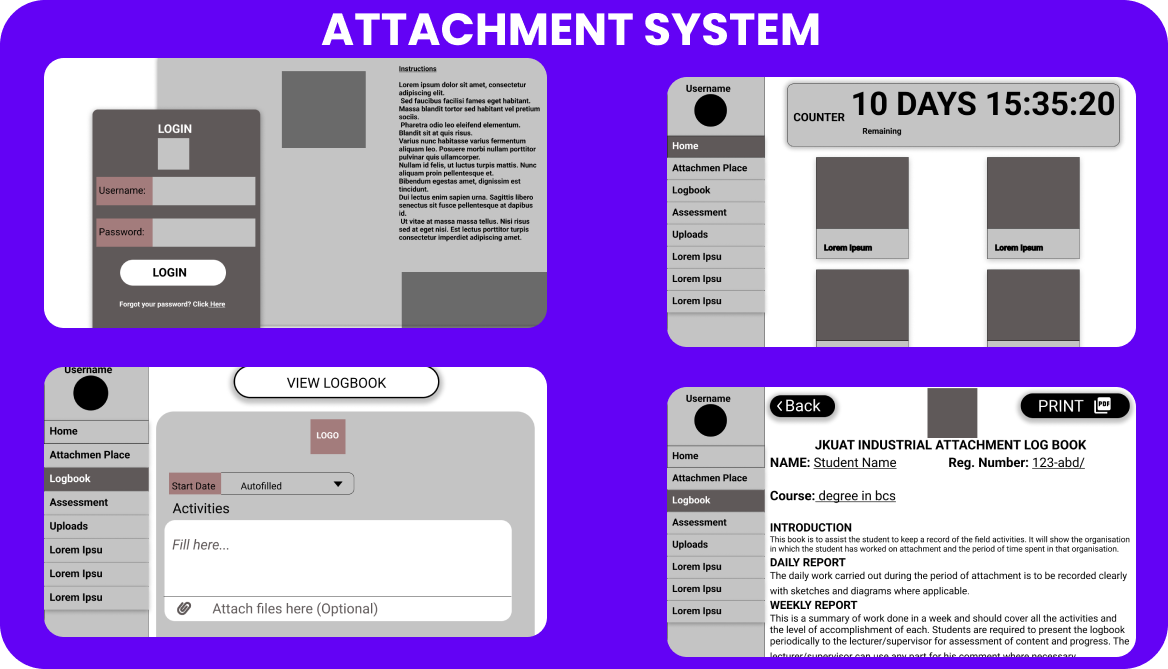 ATTACHMENT SYSTEM
LOGIN
Username:
Password:
LOGIN
Forgot your password? Click Here
Instructions
Lorem ipsum dolor sit amet, consectetur
adipiscing elit.
Sed faucibus facilisi fames eget habitant.
Massa blandit tortor sed habitant vel pretium
sociis.
Pharetra odio leo eleifend elementum.
Blandit sit at quis risus.
Varius nunc habitasse varius fermentum
aliquam leo. Posuere morbi nullam porttitor
pulvinar quis ullamcorper.
Nullam id felis, ut luctus turpis mattis. Nunc
aliquam proin pellentesque et.
Bibendum egestas amet, dignissim est
tincidunt.
Dui lectus enim sapien urna. Sagittis libero
senectus sit fusce pellentesque at dapibus
id.
Ut vitae at massa massa tellus. Nisi risus
sed at eget nisi. Est lectus porttitor turpis
consectetur imperdiet adipiscing amet.
Username
Home
Attachmen Place
Logbook
Assessment
Uploads
Lorem Ipsu
Lorem Ipsu
Lorem Ipsu
COUNTER
10 DAYS 15:35:20
Remaining
Lorem Ipsum
Lorem Ipsum
Username
Home
Attachmen Place
Logbook
Assessment
Uploads
Lorem Ipsu
Lorem Ipsu
Lorem Ipsu
VIEW LOGBOOK
LOGO
Start Date
Autofilled
Activities
Fill here...
Attach files here (Optional)
Username
Home
Attachmen Place
Logbook
Assessment
Uploads
Lorem Ipsu
Lorem Ipsu
Lorem Ipsu
Back
PRINT PDF
JKUAT INDUSTRIAL ATTACHMENT LOG BOOK
NAME: Student Name Reg. Number: 123-abd/
Course: degree in bcs
INTRODUCTION
This book is to assist the student to keep a record of the field activities. It will show the organisation
in which the student has worked on attachment and the period of time spent in that organisation.
DAILY REPORT
The daily work carried out during the period of attachment is to be recorded clearly
with sketches and diagrams where applicable.
WEEKLY REPORT
This is a summary of work done in a week and should cover all the activities and
the level of accomplishment of each. Students are required to present the logbook
periodically to the lecturer/supervisor for assessment of content and progress. The
lecturer/supervisor can use any part for his comment where necessary